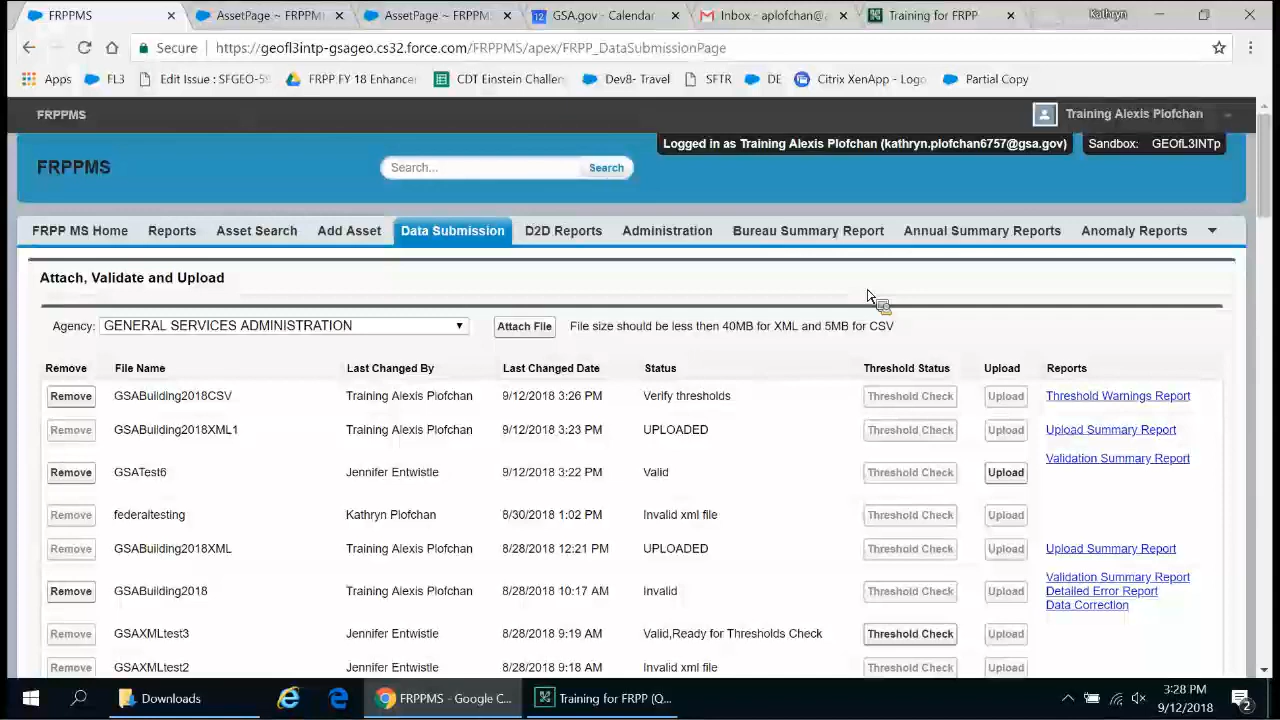 FRPPMS
AssetPage ~ FRPPM
AssetPage ~ FRPPMS
GSA.gov - Calendar
Inbox - aplofchan@
Training for FRPP
Kathryn
Secure
https://geofl3intp-gsageo.cs32.force.com/FRPPMS/apex/FRPP_DataSubmissionPage
Apps
FL3
Edit Issue : SFGEO-59
FRPP FY 18 Enhancer
CDT Einstein Challen
Dev8- Travel
SFTR
DE
Citrix XenApp - Logo
Partial Copy
FRPPMS
Training Alexis Plofchan
Logged in as Training Alexis Plofchan (kathryn.plofchan6757@gsa.gov)
Sandbox: GEOfL3INTp
FRPPMS
Search...
Search
FRPP MS Home
Reports
Asset Search
Add Asset
Data Submission
D2D Reports
Administration
Bureau Summary Report
Annual Summary Reports
Anomaly Reports
Attach, Validate and Upload
Agency: GENERAL SERVICES ADMINISTRATION
Attach File
File size should be less then 40MB for XML and 5MB for CSV
Remove File Name Last Changed By Last Changed Date Status Threshold Status Upload Reports
Remove GSABuilding2018CSV Training Alexis Plofchan 9/12/2018 3:26 PM Verify thresholds Threshold Check Upload Threshold Warnings Report
Remove GSABuilding2018XML1 Training Alexis Plofchan 9/12/2018 3:23 PM UPLOADED Threshold Check Upload Upload Summary Report
Validation Summary Report
Remove GSATest6 Jennifer Entwistle 9/12/2018 3:22 PM Valid Threshold Check Upload
Remove federaltesting Kathryn Plofchan 8/30/2018 1:02 PM Invalid xml file Threshold Check Upload
Remove GSABuilding2018XML Training Alexis Plofchan 8/28/2018 12:21 PM UPLOADED Threshold Check Upload Upload Summary Report
Validation Summary Report
Remove GSABuilding2018 Training Alexis Plofchan 8/28/2018 10:17 AM Invalid Threshold Check Upload Detailed Error Report
Data Correction
Remove GSAXMLtest3 Jennifer Entwistle 8/28/2018 9:19 AM Valid,Ready for Thresholds Check Threshold Check Upload
Remove GSAXMLtest2 Jennifer Entwistle 8/28/2018 9:18 AM Invalid xml file Threshold Check Upload
Downloads
FRPPMS - Google C...
Training for FRPP (Q...
3:28 PM
9/12/2018
2